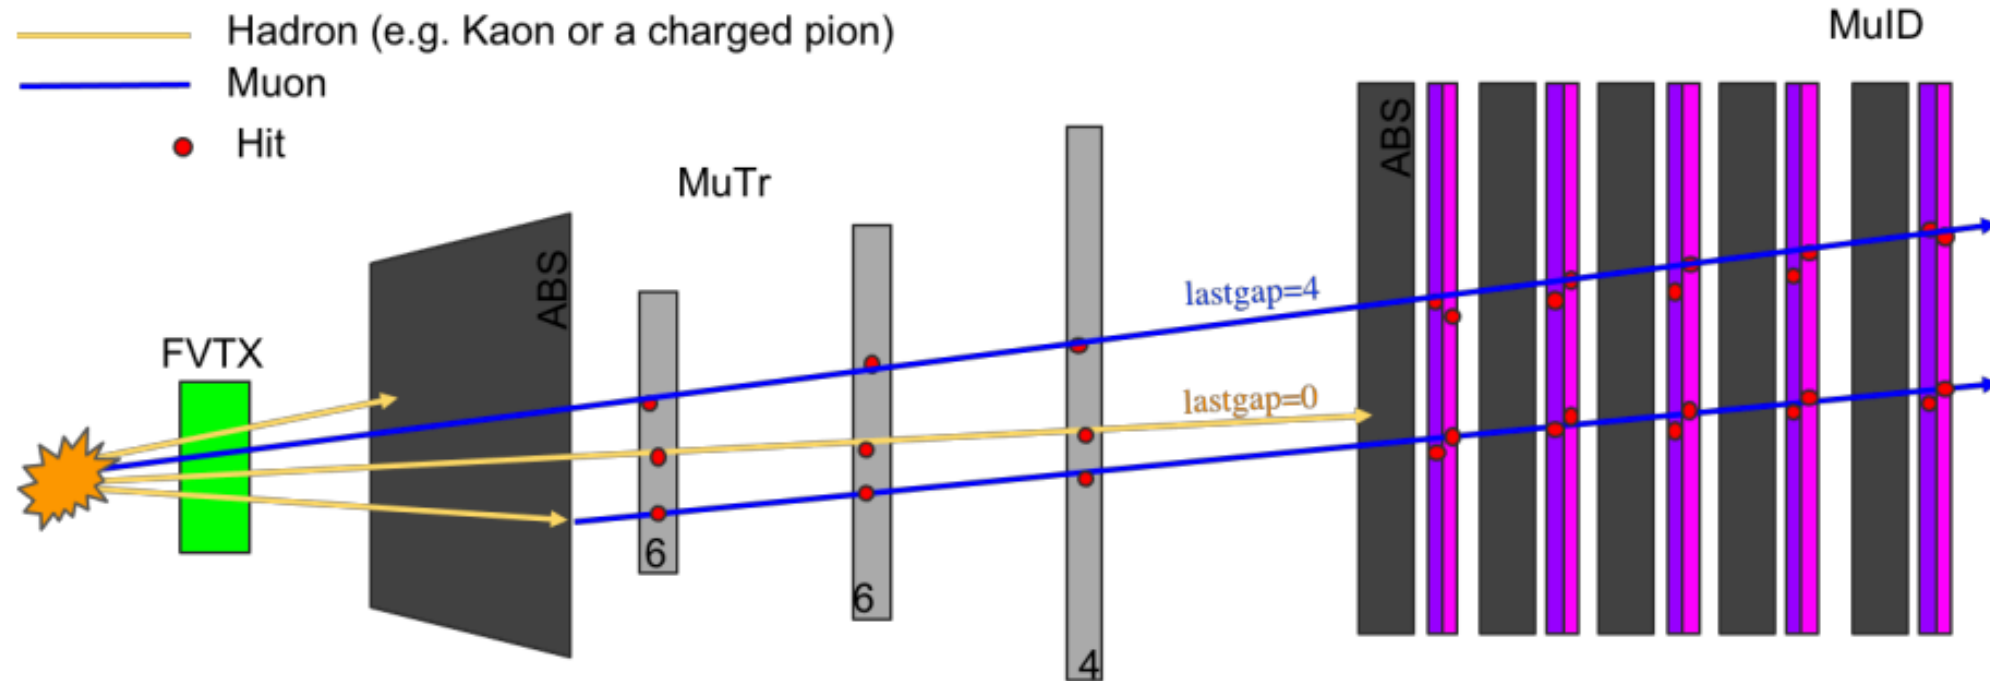 Hadron (e.g. Kaon or a charged pion)
Muon
Hit
MuTr
MuID
FVTX
ABS
ABS
lastgap=4
lastgap=0
6
6
4